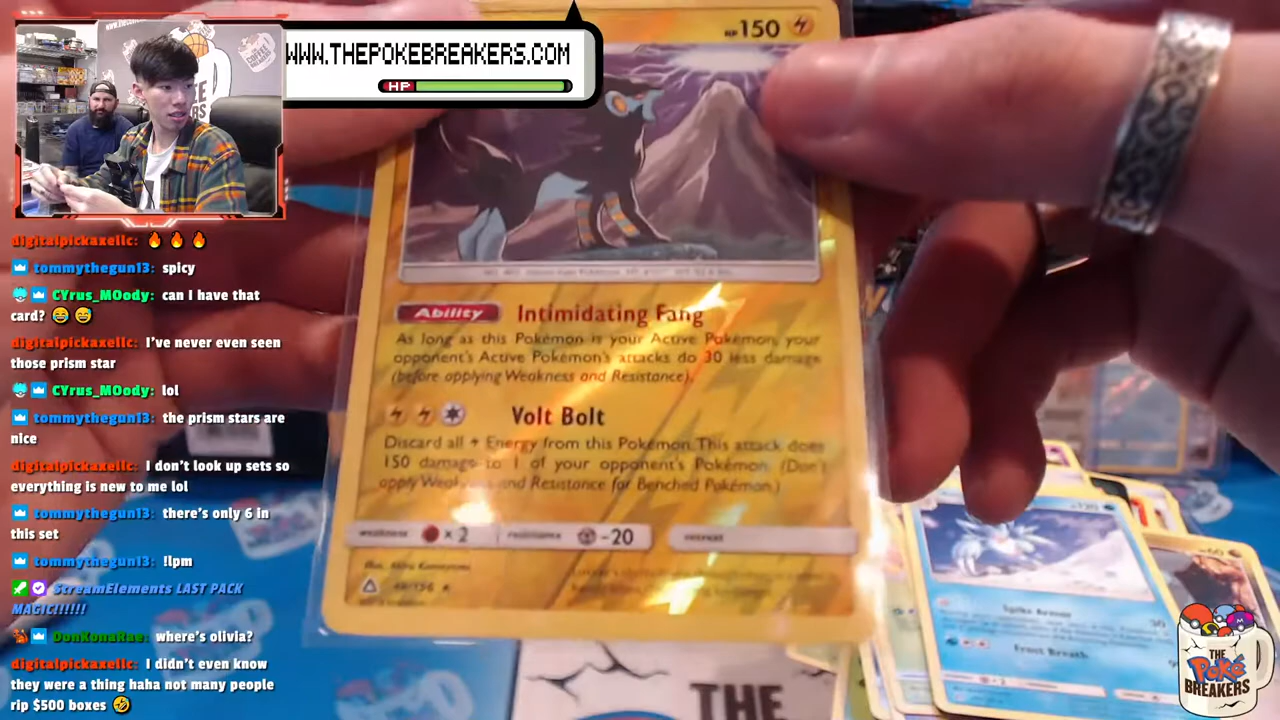 WWW.THEPOKEBREAKERS.COM
HP
HP 150
digitalpickaxellc: 🔥 🔥 🔥
tommythegun13: spicy
CYrus_MOody: can I have that
card? 😂 😅
digitalpickaxellc: I've never even seen
those prism star
CYrus_MOody: lol
tommythegun13: the prism stars are
nice
digitalpickaxellc: I don't look up sets so
everything is new to me lol
tommythegun13: there's only 6 in
this set
tommythegun13: !lpm
StreamElements LAST PACK
MAGIC!!!!!!
DonKonaRae: where's olivia?
digitalpickaxellc: I didn't even know
they were a thing haha not many people
rip $500 boxes 🤣
Ability Intimidating Fang
As long as this Pokémon is your Active Pokémon, your
opponent's Active Pokémon's attacks do 30 less damage
(before applying Weakness and Resistance).
Volt Bolt
Discard all Energy from this Pokémon. This attack does
150 damage to 1 of your opponent's Pokémon. (Don't
apply Weakness and Resistance for Benched Pokémon.)
weakness ×2 resistance -20 retreat
Frost Breath
THE
THE
Poké
BREAKERS